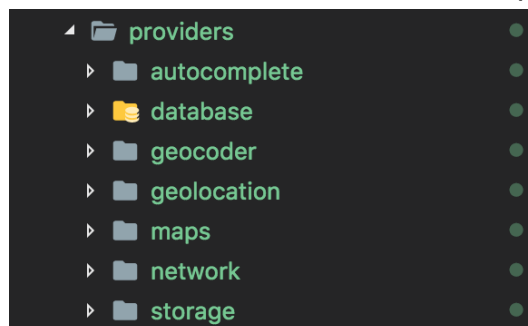 providers
autocomplete
database
geocoder
geolocation
maps
network
storage